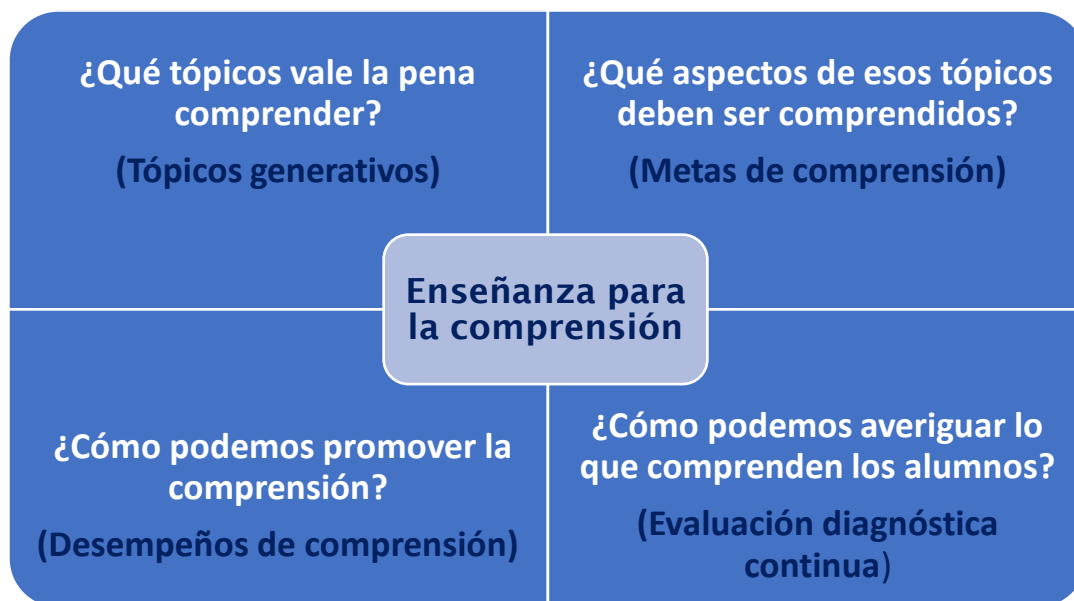 ¿Qué tópicos vale la pena
comprender?
(Tópicos generativos)
¿Qué aspectos de esos tópicos
deben ser comprendidos?
(Metas de comprensión)
Enseñanza para
la comprensión
¿Cómo podemos promover la
comprensión?
(Desempeños de comprensión)
¿Cómo podemos averiguar lo
que comprenden los alumnos?
(Evaluación diagnóstica
continua)